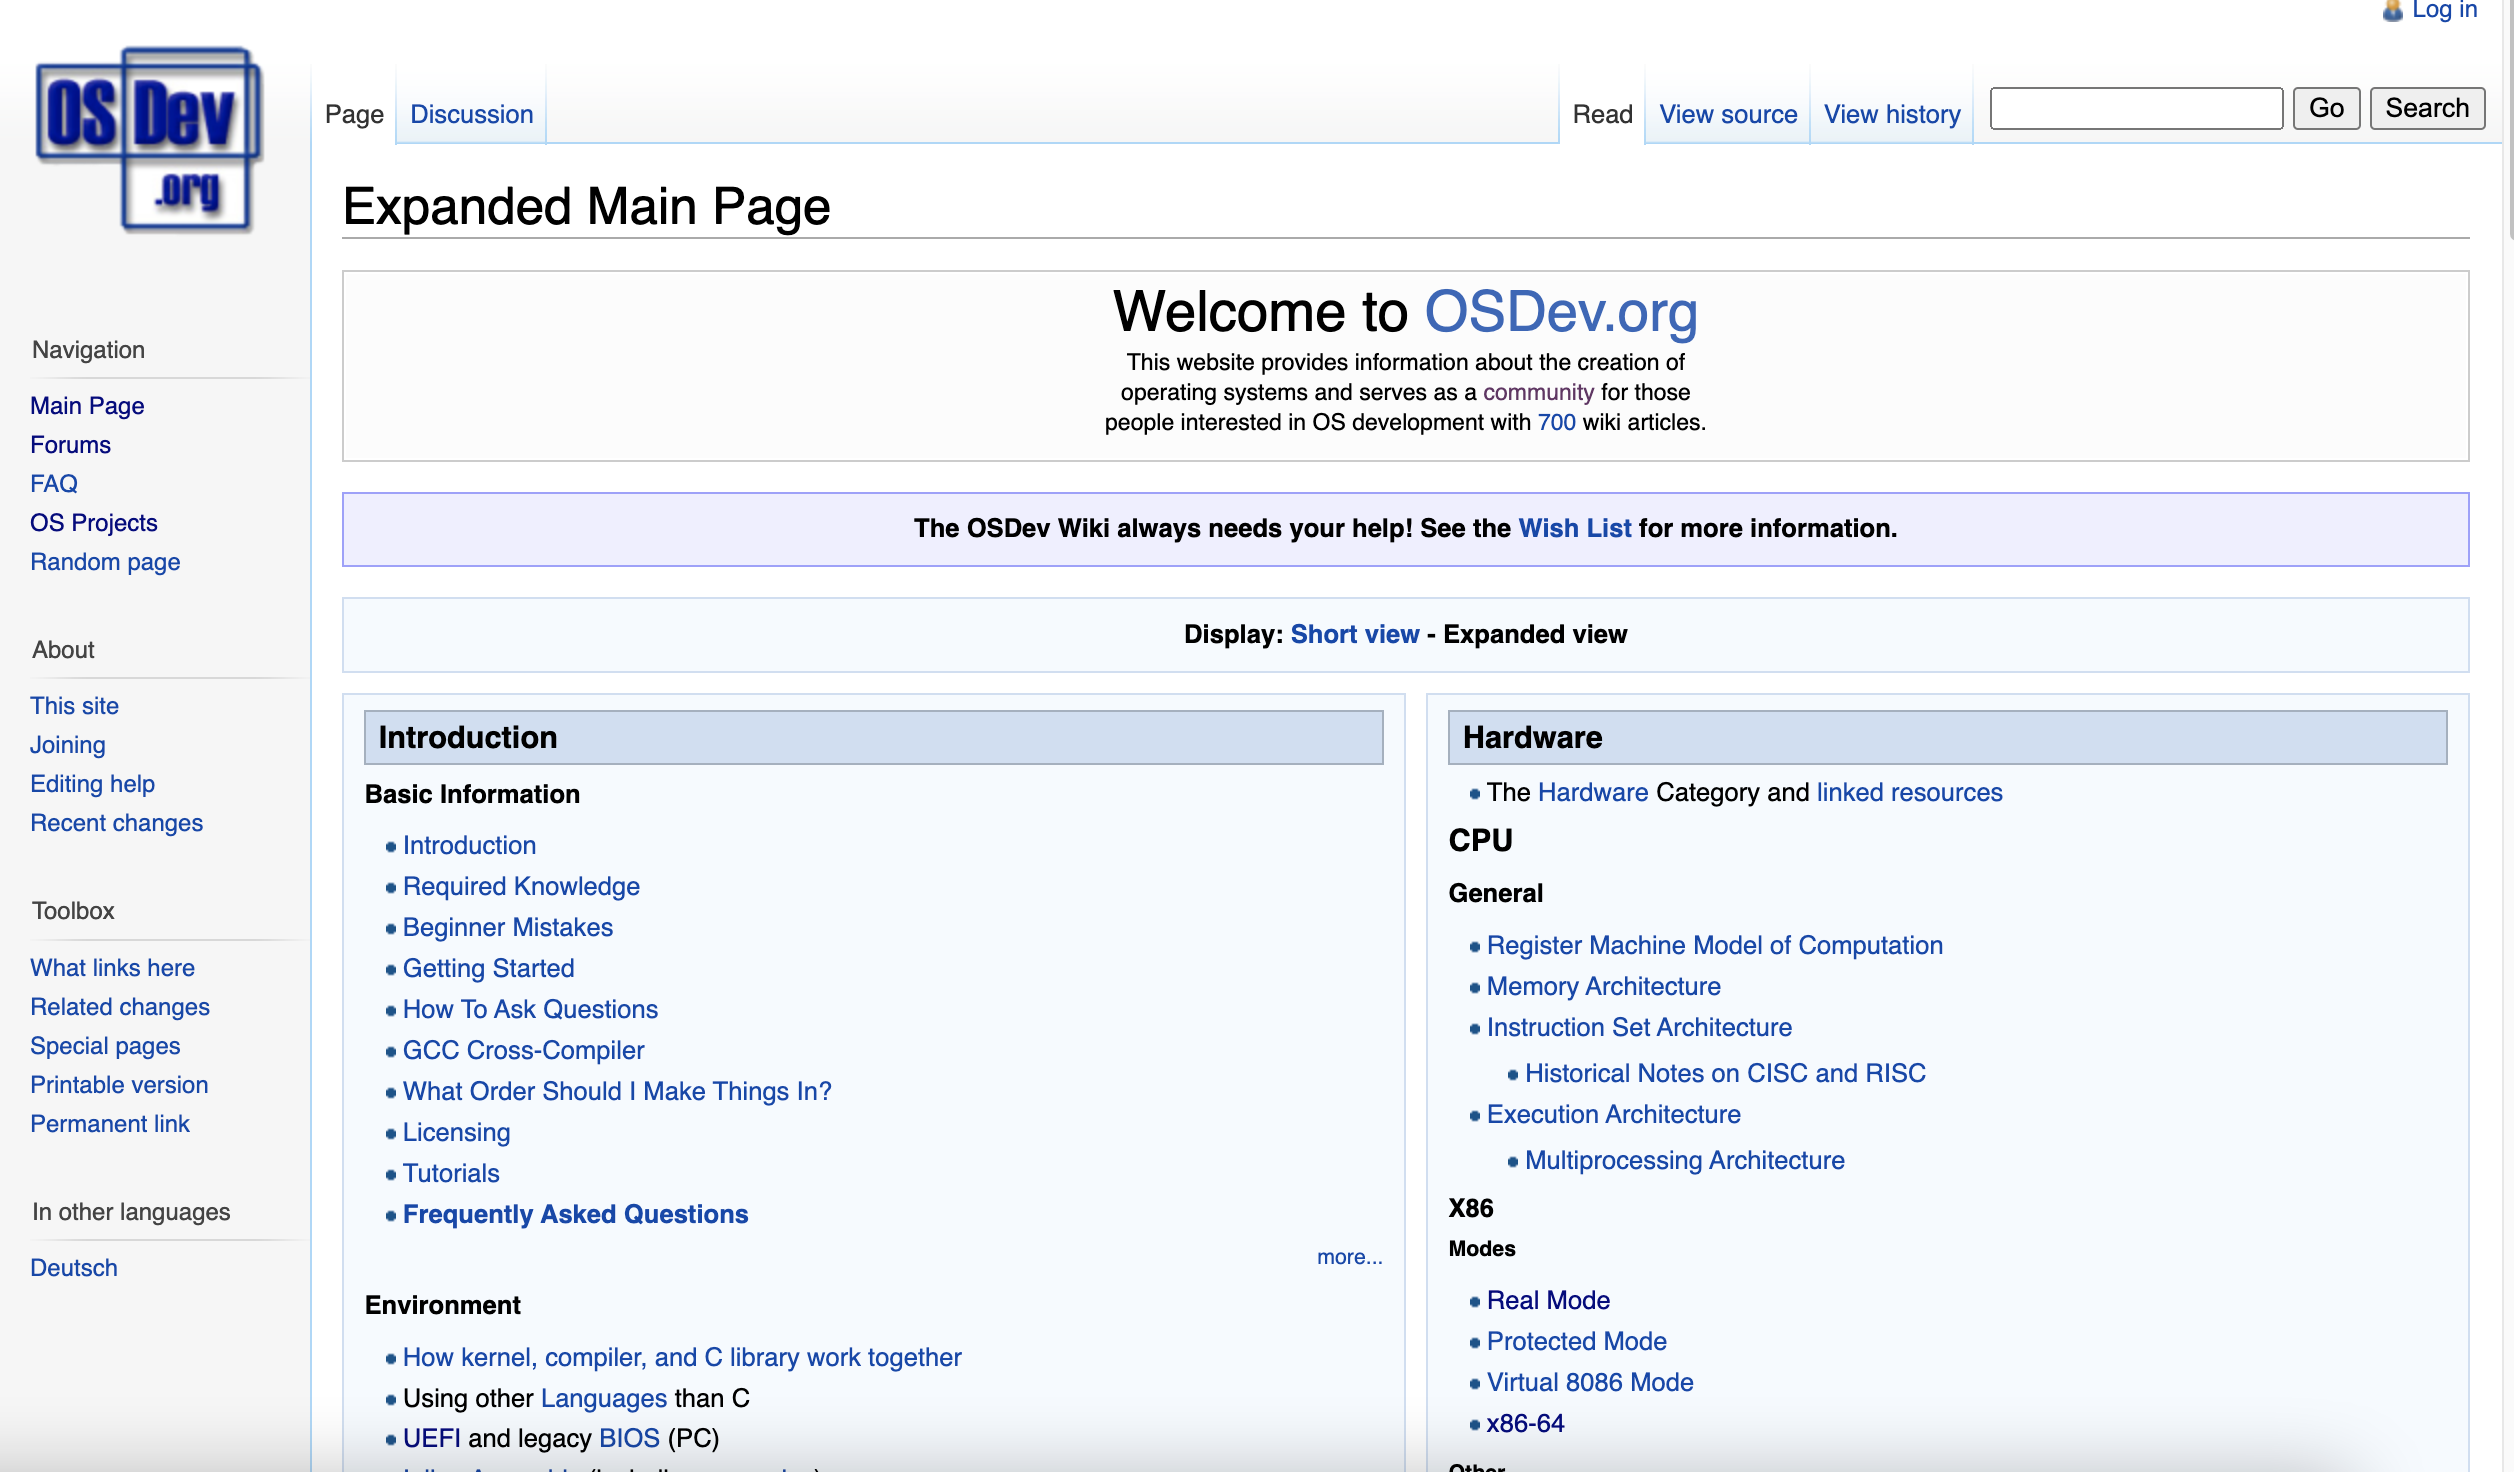 Log in
OS Dev
.org
Page
Discussion
Read
View source
View history
Go
Search
Expanded Main Page
Welcome to OSDev.org
This website provides information about the creation of
operating systems and serves as a community for those
people interested in OS development with 700 wiki articles.
The OSDev Wiki always needs your help! See the Wish List for more information.
Display: Short view - Expanded view
Navigation
Main Page
Forums
FAQ
OS Projects
Random page
About
This site
Joining
Editing help
Recent changes
Toolbox
What links here
Related changes
Special pages
Printable version
Permanent link
In other languages
Deutsch
Introduction
Basic Information
Introduction
Required Knowledge
Beginner Mistakes
Getting Started
How To Ask Questions
GCC Cross-Compiler
What Order Should I Make Things In?
Licensing
Tutorials
Frequently Asked Questions
more...
Environment
How kernel, compiler, and C library work together
Using other Languages than C
UEFI and legacy BIOS (PC)
Hardware
The Hardware Category and linked resources
CPU
General
Register Machine Model of Computation
Memory Architecture
Instruction Set Architecture
Historical Notes on CISC and RISC
Execution Architecture
Multiprocessing Architecture
X86
Modes
Real Mode
Protected Mode
Virtual 8086 Mode
x86-64
Other